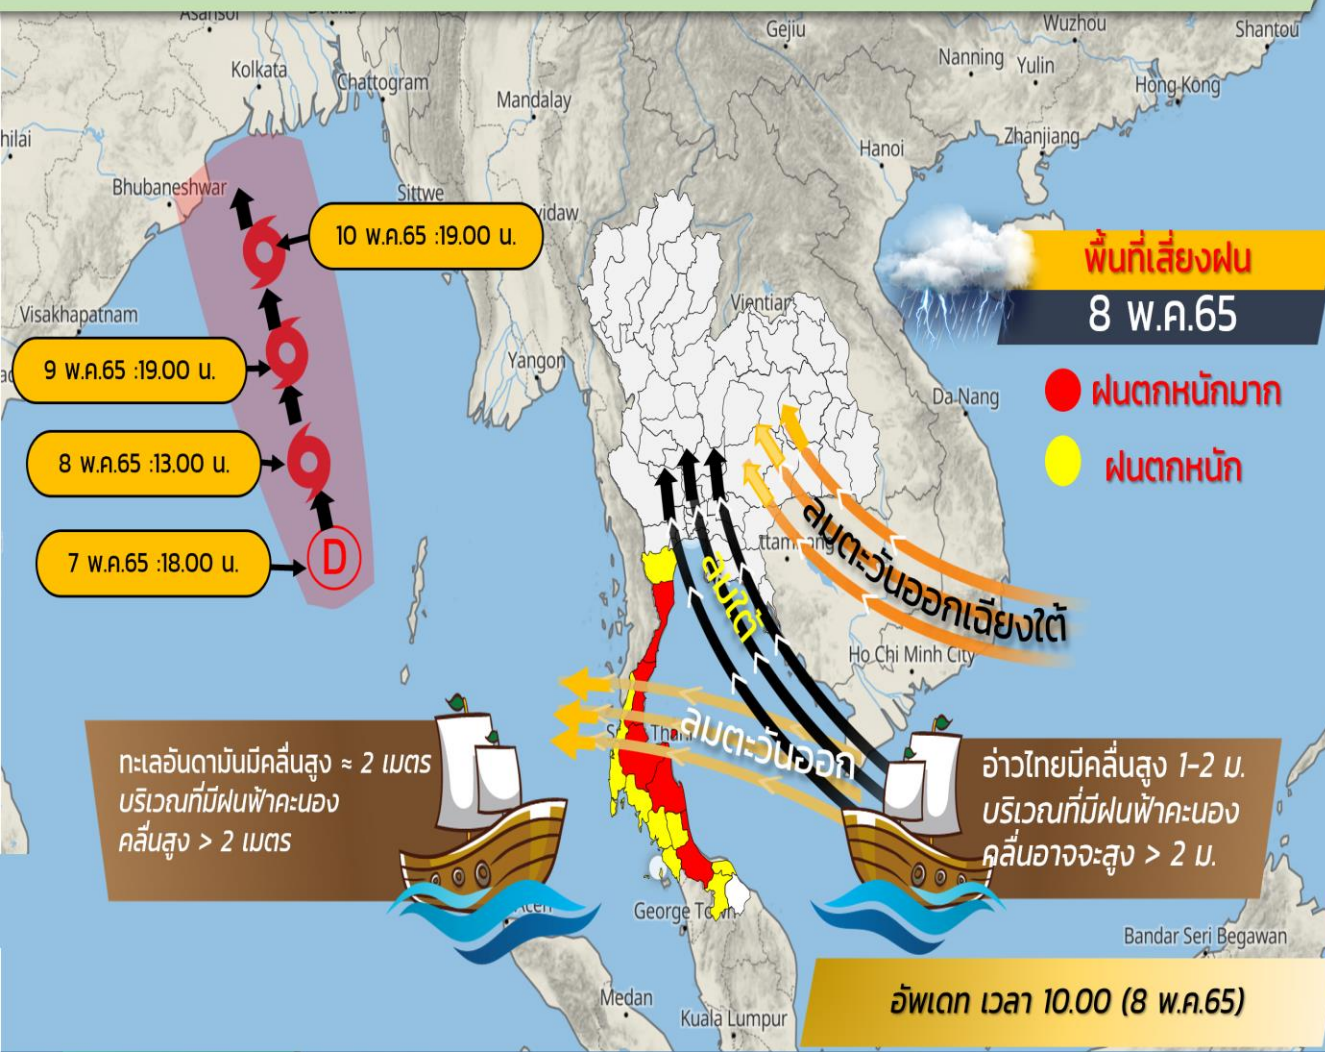 Gejiu
Wuzhou
Shantou
Nanning
Yulin
Kolkata
Chattogram
Mandalay
Hong Kong
Zhanjiang
hilai
Hanoi
Bhubaneshwar
Sittwe
yidaw
10 พ.ค.65 :19.00 น.
พื้นที่เสี่ยงฝน
8 พ.ค.65
Visakhapatnam
Yangon
9 พ.ค.65 :19.00 น.
ฝนตกหนักมาก
Da Nang
8 พ.ค.65 :13.00 น.
ฝนตกหนัก
7 พ.ค.65 :18.00 น.
D
ลมใต้
ลมตะวันออกเฉียงใต้
Ho Chi Minh City
ลมตะวันออก
ทะเลอันดามันมีคลื่นสูง ≈ 2 เมตร
บริเวณที่มีฝนฟ้าคะนอง
คลื่นสูง > 2 เมตร
อ่าวไทยมีคลื่นสูง 1-2 ม.
บริเวณที่มีฝนฟ้าคะนอง
คลื่นอาจจะสูง > 2 ม.
George Town
Bandar Seri Begawan
Medan
Kuala Lumpur
อัพเดท เวลา 10.00 (8 พ.ค.65)